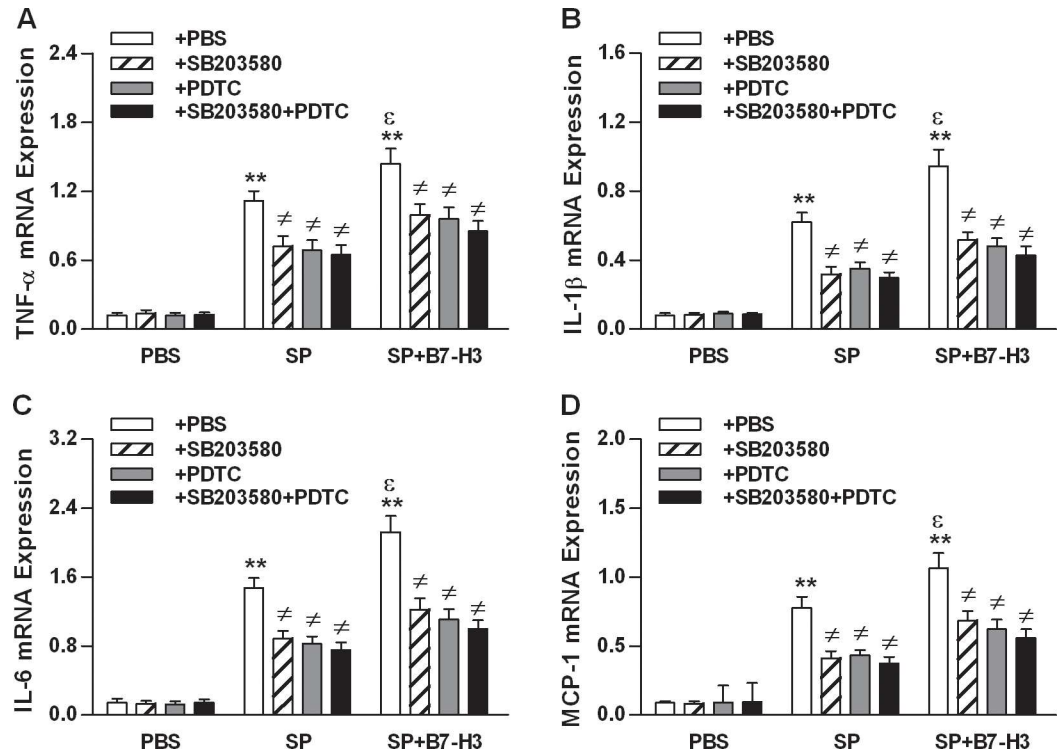 A
+PBS
+SB203580
+PDTC
+SB203580+PDTC
TNF-α mRNA Expression
2.4
1.8
1.2
0.6
0.0
** ≠ ≠ ≠
ε
** ≠ ≠ ≠
PBS SP SP+B7-H3
B
+PBS
+SB203580
+PDTC
+SB203580+PDTC
IL-1β mRNA Expression
1.6
1.2
0.8
0.4
0.0
** ≠ ≠ ≠
ε
** ≠ ≠ ≠
PBS SP SP+B7-H3
C
+PBS
+SB203580
+PDTC
+SB203580+PDTC
IL-6 mRNA Expression
3.2
2.4
1.6
0.8
0.0
** ≠ ≠ ≠
ε
** ≠ ≠ ≠
PBS SP SP+B7-H3
D
+PBS
+SB203580
+PDTC
+SB203580+PDTC
MCP-1 mRNA Expression
2.0
1.5
1.0
0.5
0.0
** ≠ ≠ ≠
ε
** ≠ ≠ ≠
PBS SP SP+B7-H3